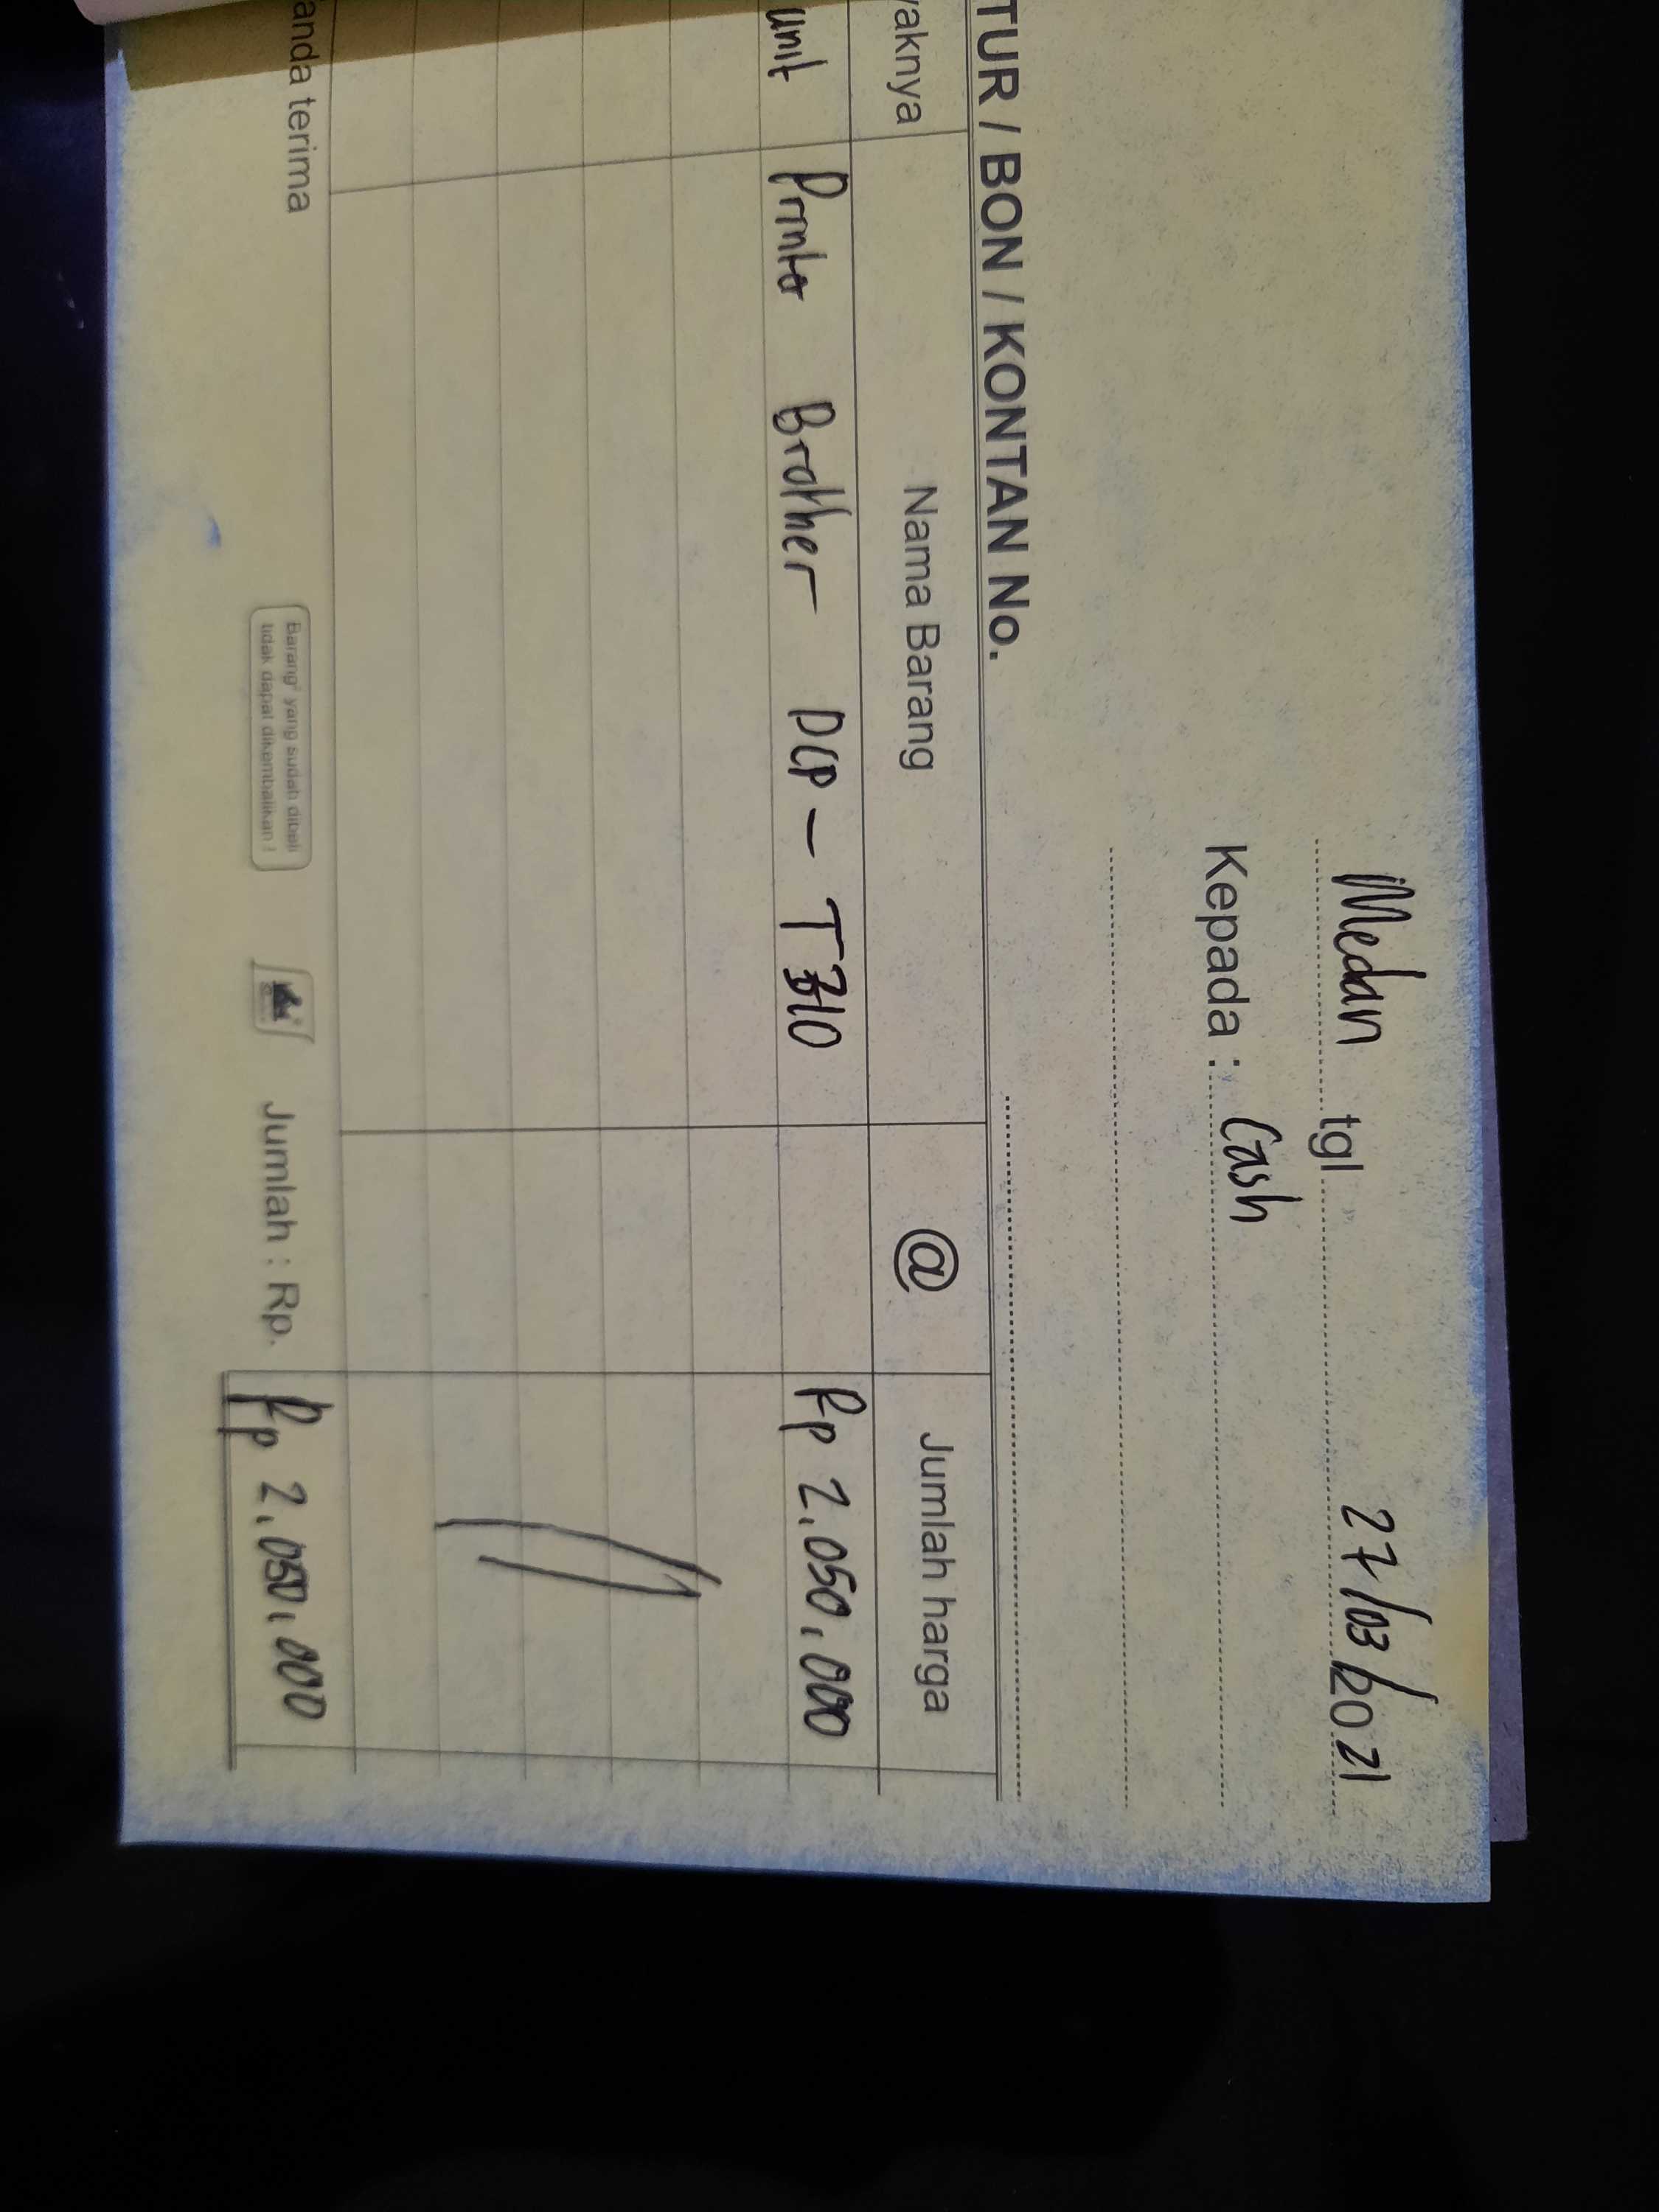 Medan tgl 27/03/2021
Kepada : Cash
TUR / BON / KONTAN No.
yaknya Nama Barang @ Jumlah harga
unit Printer Brother DCP - T310 Rp 2.050.000
anda terima
Barang² yang sudah dibeli
tidak dapat dikembalikan !
Jumlah : Rp. Rp 2.050.000